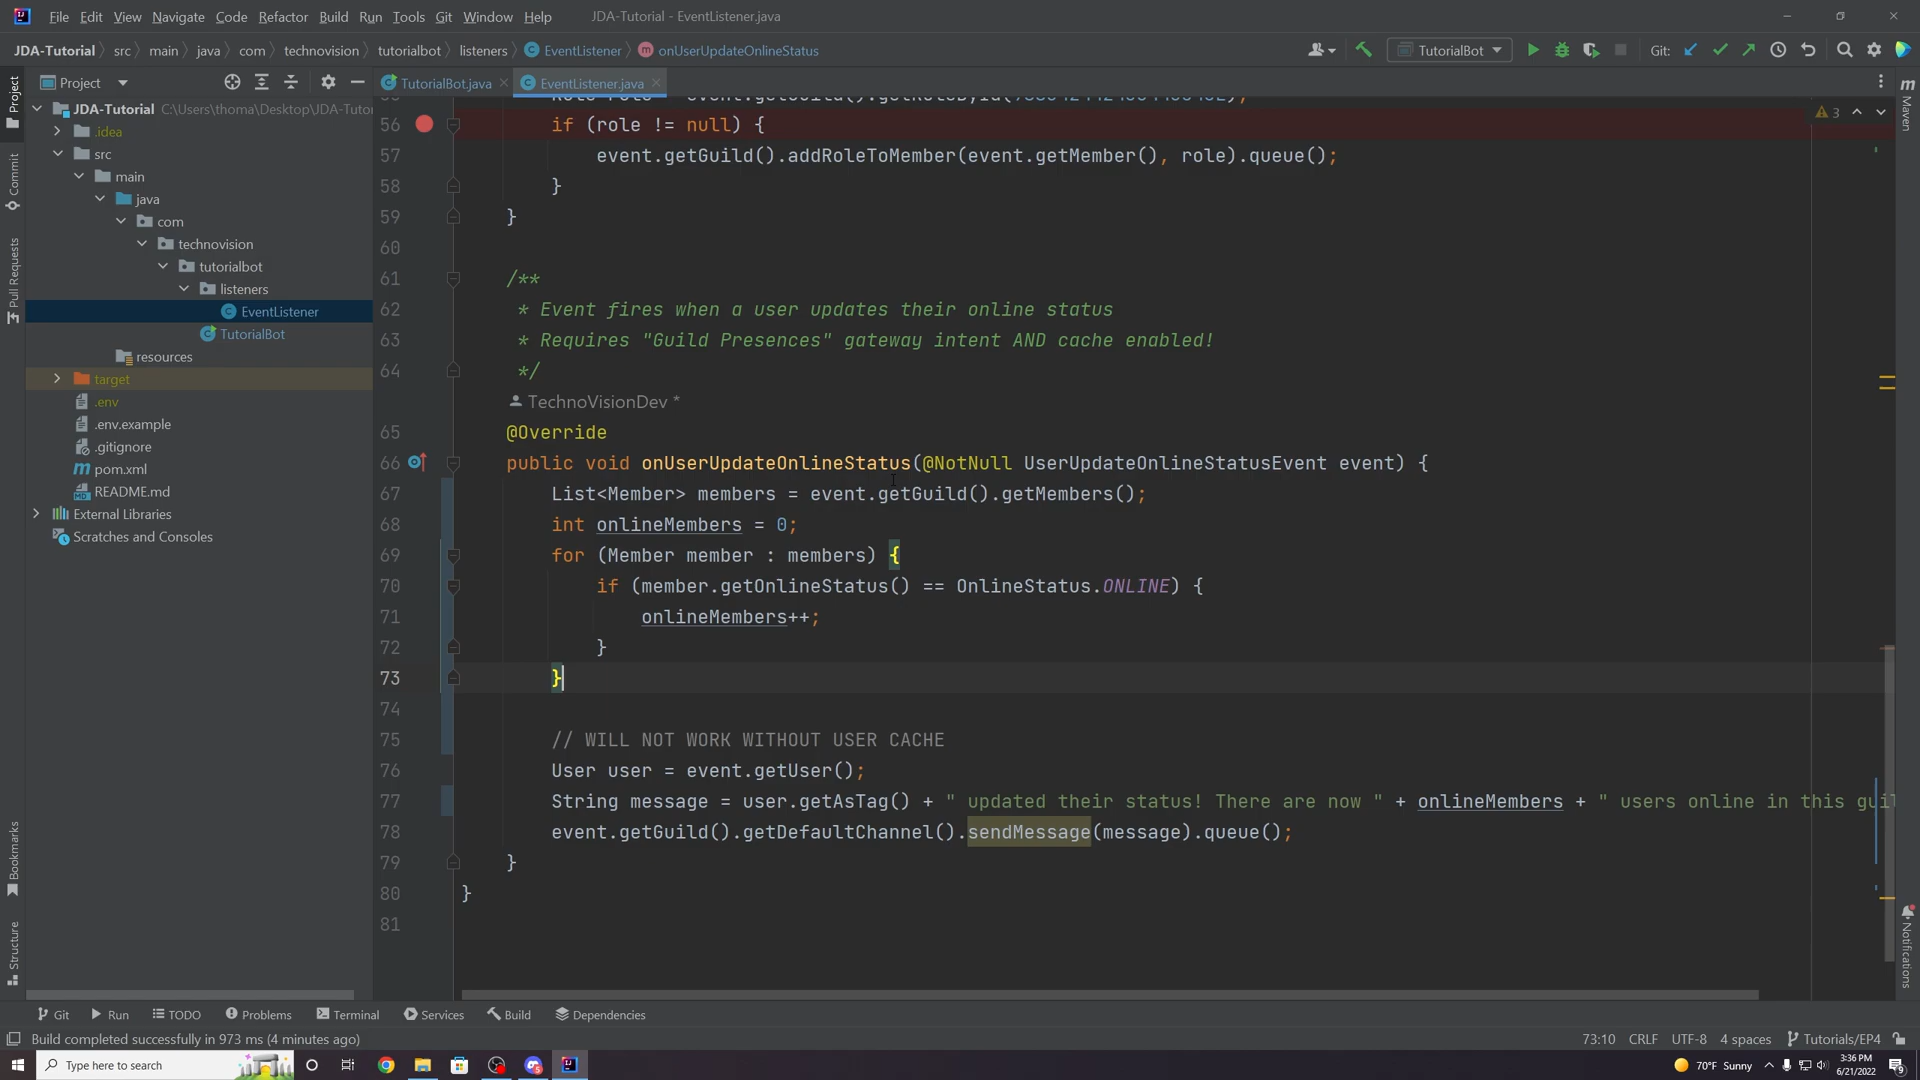 File Edit View Navigate Code Refactor Build Run Tools Git Window Help JDA-Tutorial - EventListener.java
JDA-Tutorial src main java com technovision tutorialbot listeners EventListener onUserUpdateOnlineStatus TutorialBot Git:
Project TutorialBot.java EventListener.java
Project
Commit
Pull Requests
Bookmarks
Structure
JDA-Tutorial C:\Users\thoma\Desktop\JDA-Tutor
.idea
src
main
java
com
technovision
tutorialbot
listeners
EventListener
TutorialBot
resources
target
.env
.env.example
.gitignore
pom.xml
README.md
External Libraries
Scratches and Consoles
56 if (role != null) {
57 event.getGuild().addRoleToMember(event.getMember(), role).queue();
58 }
59 }
60
61 /**
62 * Event fires when a user updates their online status
63 * Requires "Guild Presences" gateway intent AND cache enabled!
64 */
TechnoVisionDev *
65 @Override
66 public void onUserUpdateOnlineStatus(@NotNull UserUpdateOnlineStatusEvent event) {
67 List<Member> members = event.getGuild().getMembers();
68 int onlineMembers = 0;
69 for (Member member : members) {
70 if (member.getOnlineStatus() == OnlineStatus.ONLINE) {
71 onlineMembers++;
72 }
73 }
74
75 // WILL NOT WORK WITHOUT USER CACHE
76 User user = event.getUser();
77 String message = user.getAsTag() + " updated their status! There are now " + onlineMembers + " users online in this gui
78 event.getGuild().getDefaultChannel().sendMessage(message).queue();
79 }
80 }
81
3
Maven
Notifications
Git Run TODO Problems Terminal Services Build Dependencies
Build completed successfully in 973 ms (4 minutes ago) 73:10 CRLF UTF-8 4 spaces Tutorials/EP4
Type here to search 70°F Sunny 3:36 PM
6/21/2022